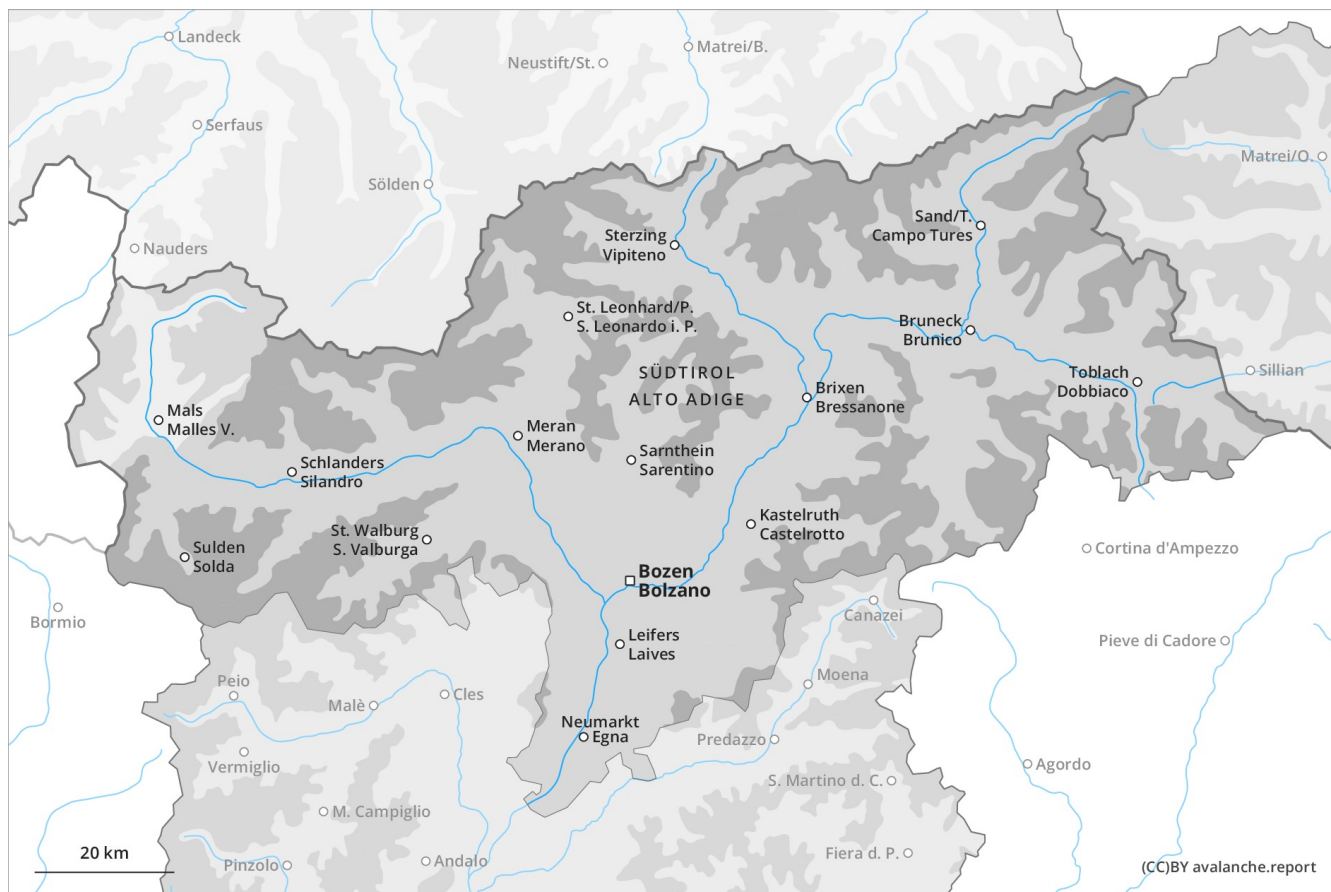 Landeck
Matrei/B.
Neustift/St.
Serfaus
Matrei/O.
Sölden
Sand/T.
Campo Tures
Sterzing
Vipiteno
Nauders
St. Leonhard/P.
S. Leonardo i. P.
Bruneck
Brunico
SÜDTIROL
ALTO ADIGE
Toblach
Dobbiaco
Sillian
Brixen
Bressanone
Mals
Malles V.
Meran
Merano
Sarnthein
Sarentino
Schlanders
Silandro
Kastelruth
Castelrotto
St. Walburg
S. Valburga
Sulden
Solda
Cortina d'Ampezzo
Bozen
Bolzano
Bormio
Canazei
Leifers
Laives
Pieve di Cadore
Peio
Moena
Malè
Cles
Neumarkt
Egna
Predazzo
Vermiglio
Agordo
S. Martino d. C.
M. Campiglio
20 km
Pinzolo
Andalo
Fiera d. P.
(CC)BY avalanche.report